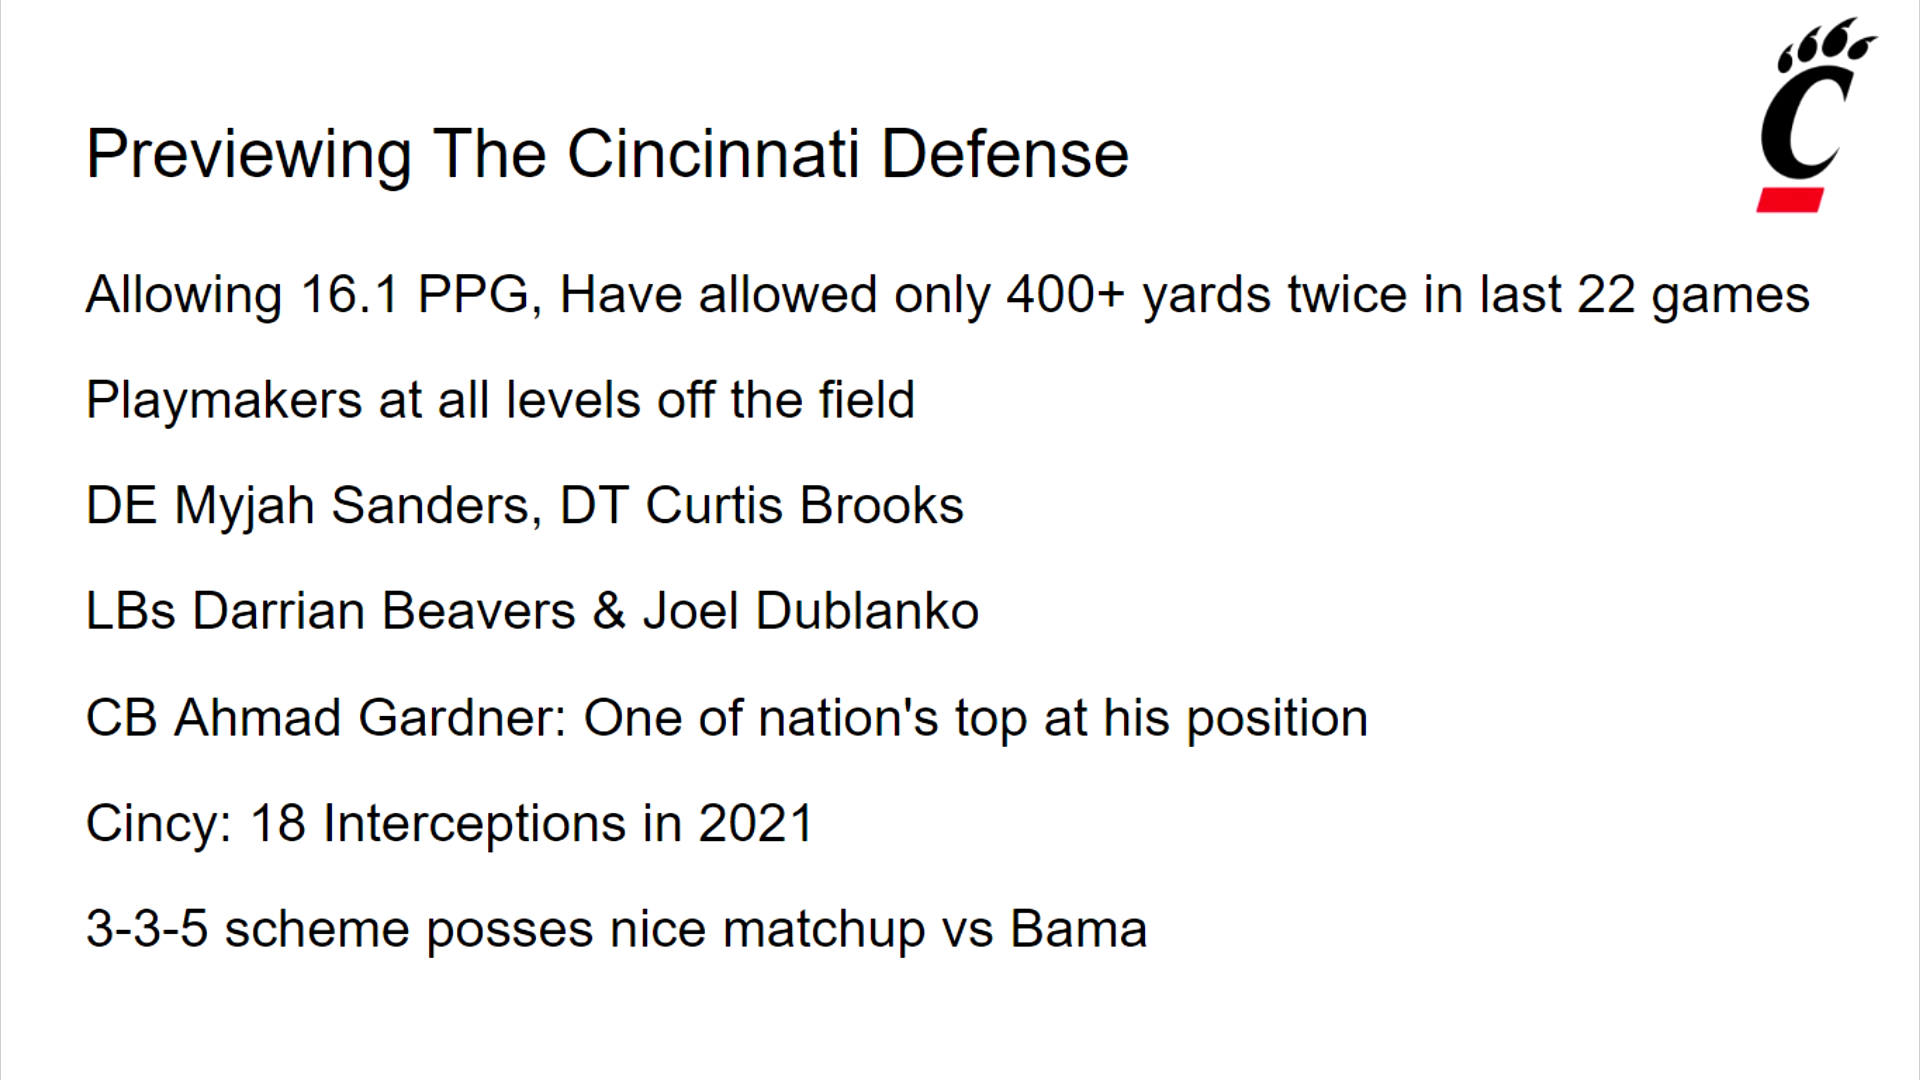 Previewing The Cincinnati Defense
Allowing 16.1 PPG, Have allowed only 400+ yards twice in last 22 games
Playmakers at all levels off the field
DE Myjah Sanders, DT Curtis Brooks
LBs Darrian Beavers & Joel Dublanko
CB Ahmad Gardner: One of nation's top at his position
Cincy: 18 Interceptions in 2021
3-3-5 scheme posses nice matchup vs Bama